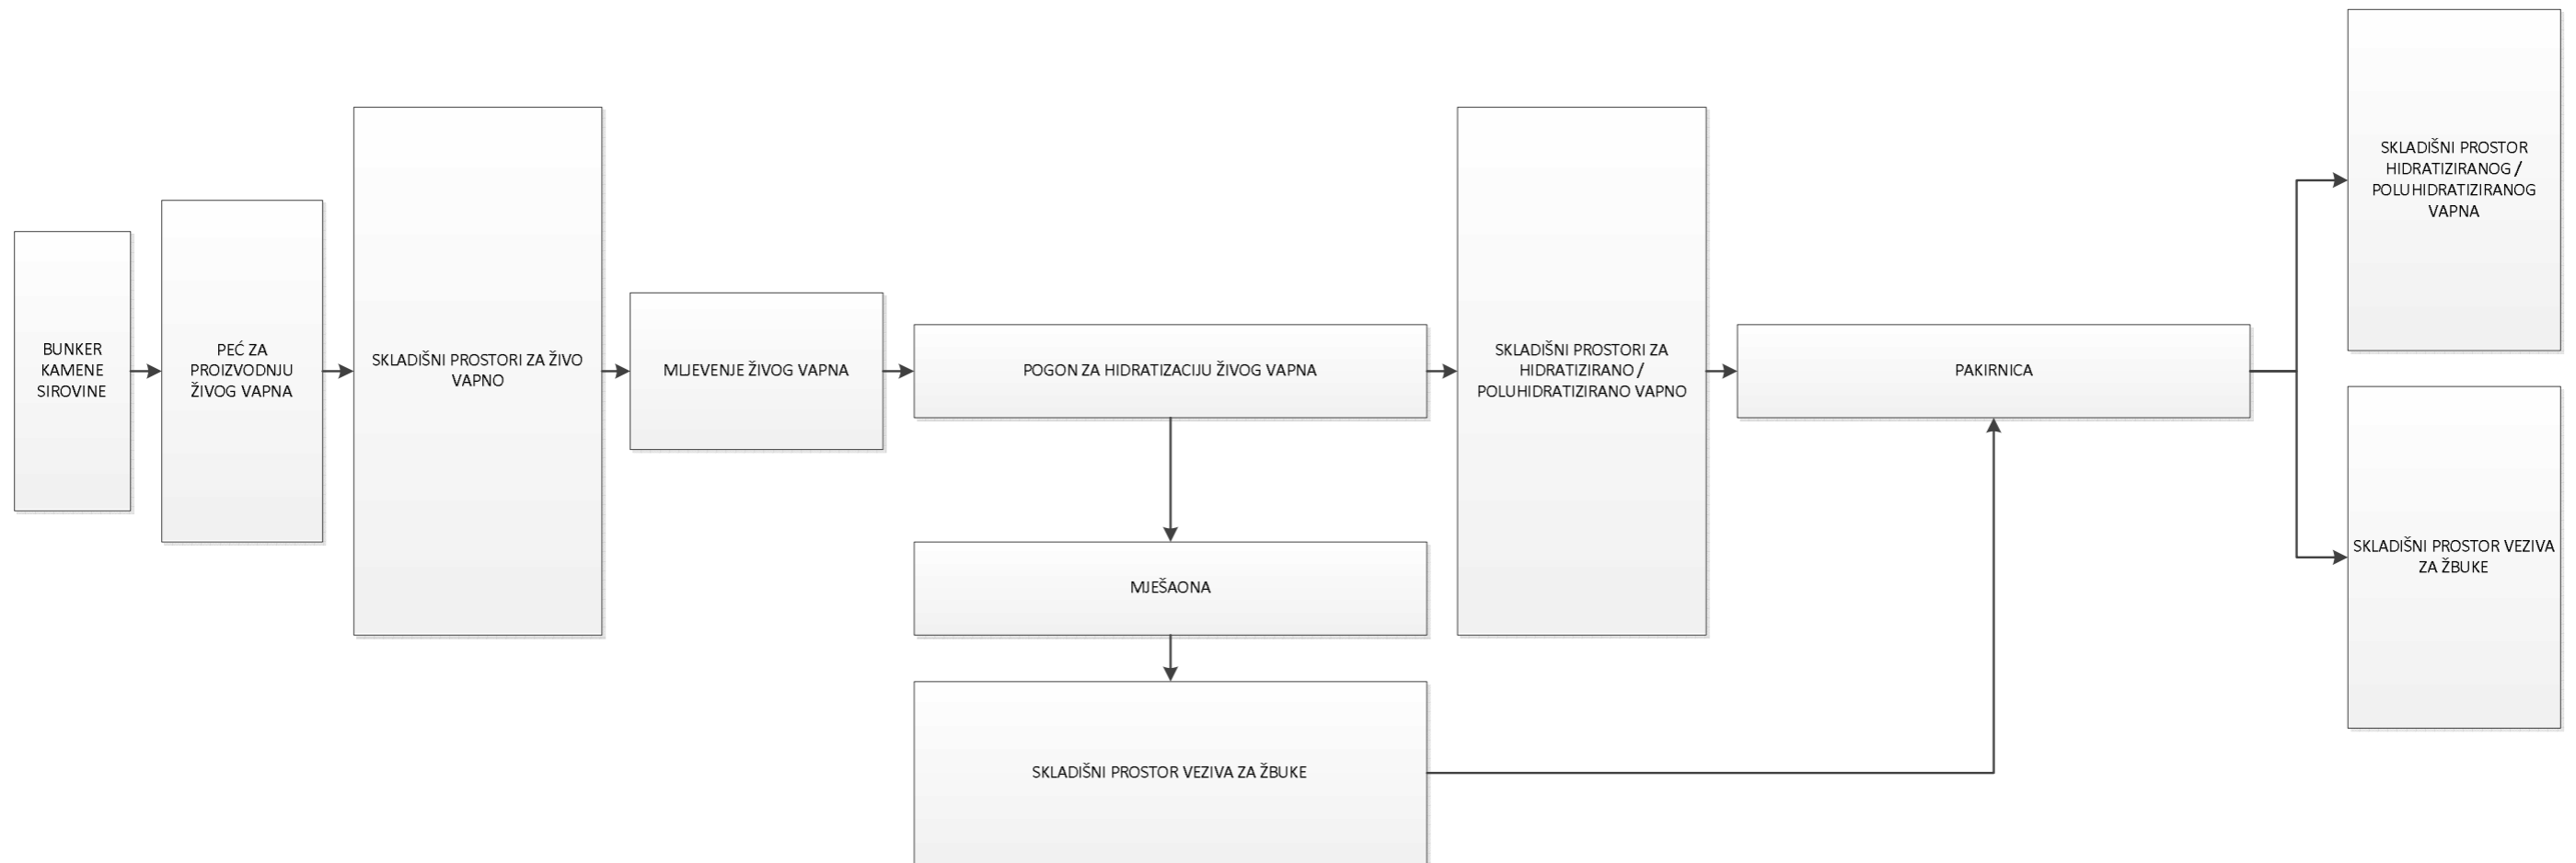 BUNKER
KAMENE
SIROVINE
PEĆ ZA
PROIZVODNJU
ŽIVOG VAPNA
SKLADIŠNI PROSTORI ZA ŽIVO
VAPNO
MLJEVENJE ŽIVOG VAPNA
POGON ZA HIDRATIZACIJU ŽIVOG VAPNA
SKLADIŠNI PROSTORI ZA
HIDRATIZIRANO /
POLUHIDRATIZIRANO VAPNO
PAKIRNICA
SKLADIŠNI PROSTOR
HIDRATIZIRANOG /
POLUHIDRATIZIRANOG
VAPNA
SKLADIŠNI PROSTOR VEZIVA
ZA ŽBUKE
MJEŠAONA
SKLADIŠNI PROSTOR VEZIVA ZA ŽBUKE